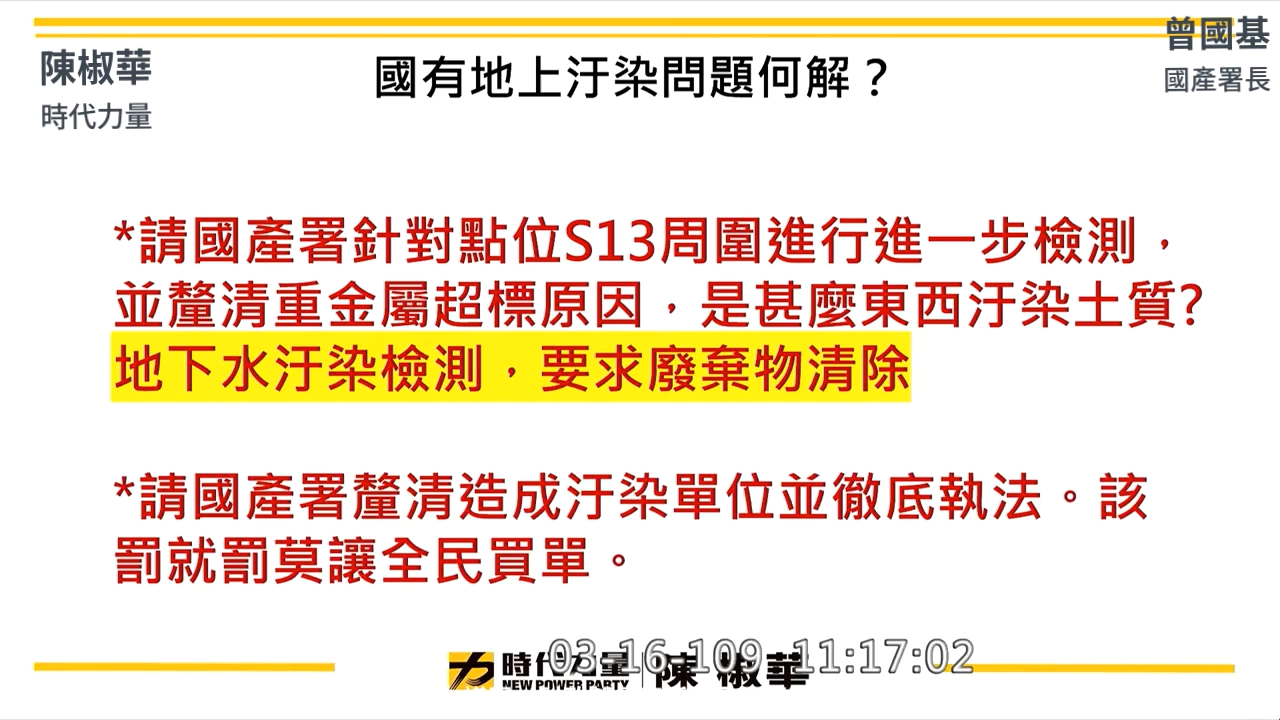 陳椒華
時代力量
曾國基
國產署長
國有地上汙染問題何解？
*請國產署針對點位S13周圍進行進一步檢測，
並釐清重金屬超標原因，是甚麼東西汙染土質?
地下水汙染檢測，要求廢棄物清除
*請國產署釐清造成汙染單位並徹底執法。該
罰就罰莫讓全民買單。
時代力量
NEW POWER PARTY
陳椒華
03-16 109 11:17:02